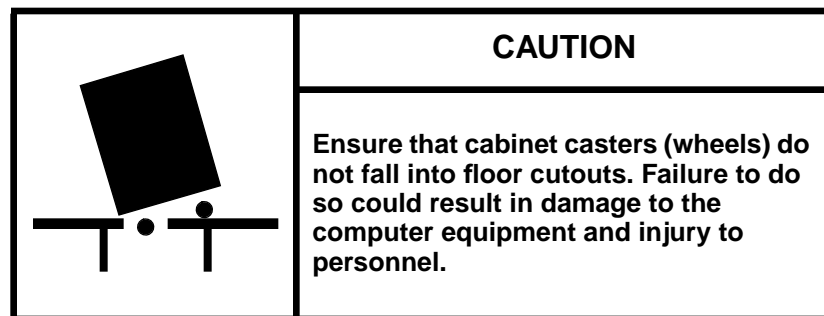 CAUTION
Ensure that cabinet casters (wheels) do
not fall into floor cutouts. Failure to do
so could result in damage to the
computer equipment and injury to
personnel.